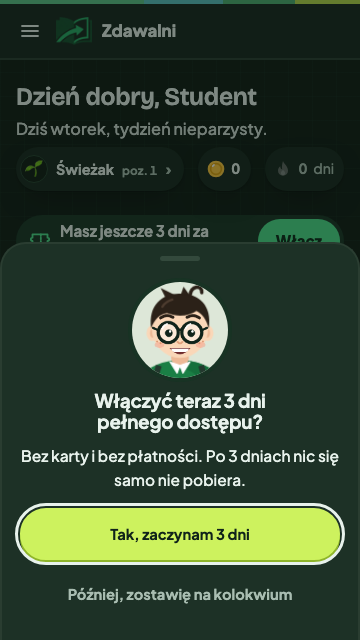 Zdawalni
Dzień dobry, Student
Dziś wtorek, tydzień nieparzysty.
Świeżak poz. 1 › 0 0 dni
Masz jeszcze 3 dni za
Włącz
Włączyć teraz 3 dni
pełnego dostępu?
Bez karty i bez płatności. Po 3 dniach nic się
samo nie pobiera.
Tak, zaczynam 3 dni
Później, zostawię na kolokwium